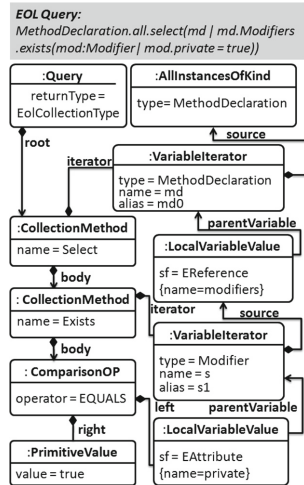 EOL Query:
MethodDeclaration.all.select(md | md.Modifiers
.exists(mod:Modifier| mod.private = true))
:Query
returnType =
EolCollectionType
:AllInstancesOfKind
type= MethodDeclaration
root
source
iterator
:VariableIterator
type = MethodDeclaration
name = md
alias = md0
parentVariable
:CollectionMethod
name = Select
:LocalVariableValue
sf = EReference
{name=modifiers}
body
: CollectionMethod
name = Exists
iterator
source
:VariableIterator
type = Modifier
name = s
alias = s1
body
: ComparisonOP
operator = EQUALS
left
parentVariable
right
:LocalVariableValue
sf = EAttribute
{name=private}
:PrimitiveValue
value = true